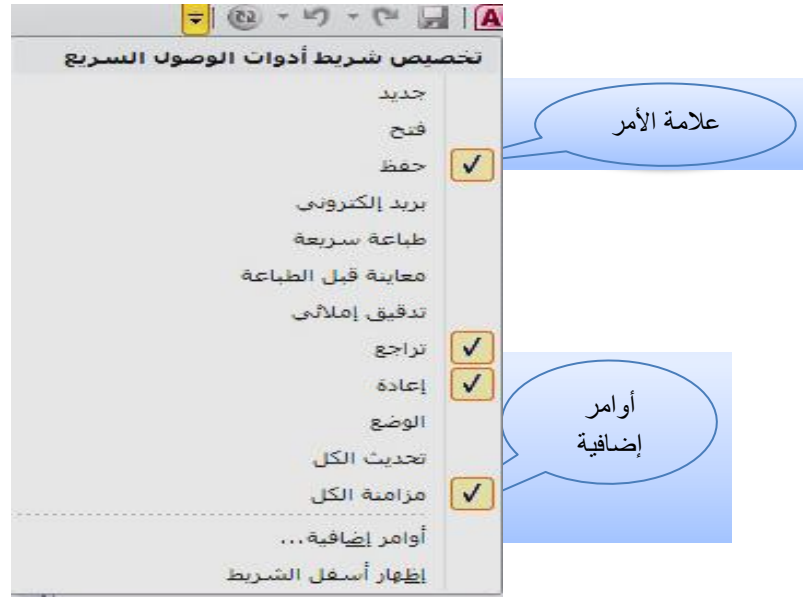 A
تخصيص شريط أدوات الوصول السريع
جديد
فتح
حفظ
بريد إلكتروني
طباعة سريعة
معاينة قبل الطباعة
تدقيق إملائي
تراجع
إعادة
الوضع
تحديث الكل
مزامنة الكل
أوامر إضافية...
إظهار أسفل الشريط
علامة الأمر
أوامر
إضافية